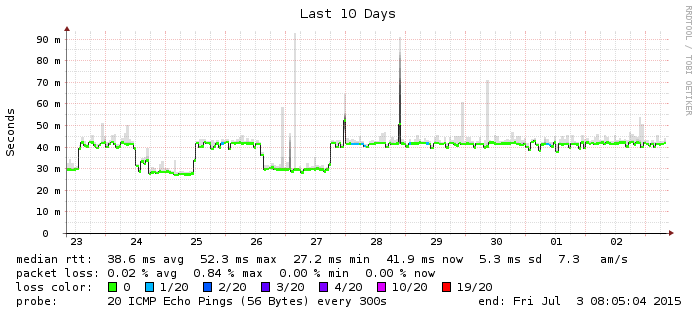 Last 10 Days
RRDTOOL / TOBI OETIKER
Seconds
90 m
80 m
70 m
60 m
50 m
40 m
30 m
20 m
10 m
0
23 24 25 26 27 28 29 30 01 02
median rtt: 38.6 ms avg 52.3 ms max 27.2 ms min 41.9 ms now 5.3 ms sd 7.3 am/s
packet loss: 0.02 % avg 0.84 % max 0.00 % min 0.00 % now
loss color: 0 1/20 2/20 3/20 4/20 10/20 19/20
probe: 20 ICMP Echo Pings (56 Bytes) every 300s end: Fri Jul 3 08:05:04 2015